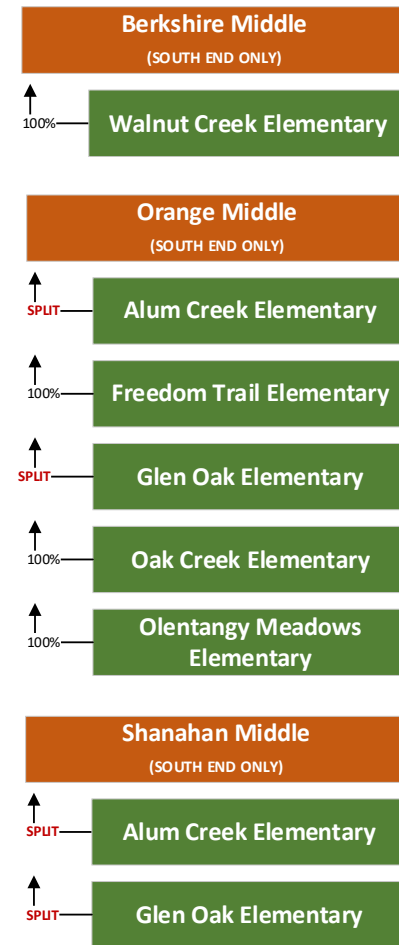 Berkshire Middle
(SOUTH END ONLY)
100%
Walnut Creek Elementary
Orange Middle
(SOUTH END ONLY)
SPLIT
Alum Creek Elementary
100%
Freedom Trail Elementary
SPLIT
Glen Oak Elementary
100%
Oak Creek Elementary
100%
Olentangy Meadows
Elementary
Shanahan Middle
(SOUTH END ONLY)
SPLIT
Alum Creek Elementary
SPLIT
Glen Oak Elementary